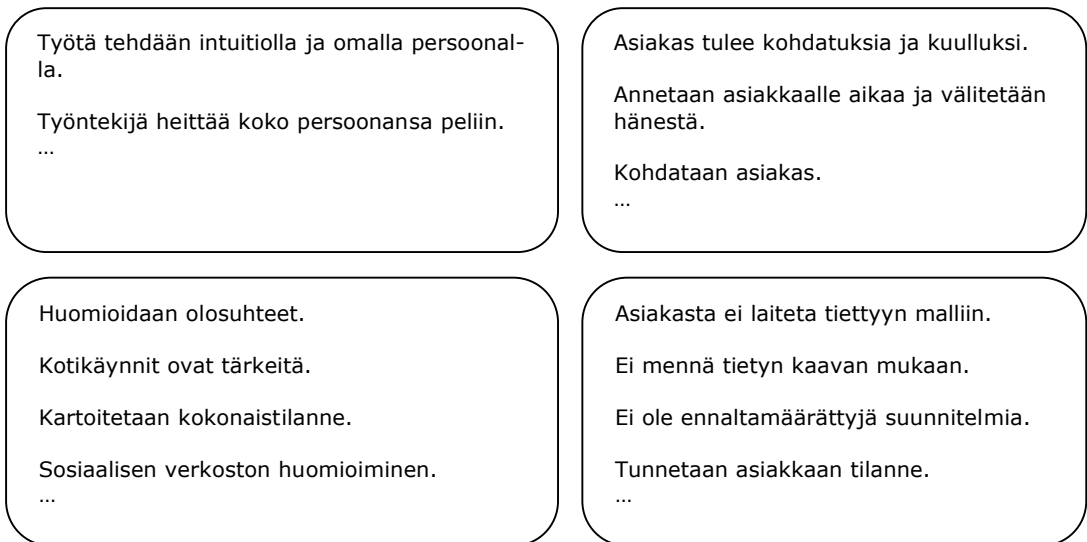 Työtä tehdään intuitiolla ja omalla persoonal-
la.
Työntekijä heittää koko persoonansa peliin.
…
Asiakas tulee kohdatuksia ja kuulluksi.
Annetaan asiakkaalle aikaa ja välitetään
hänestä.
Kohdataan asiakas.
…
Huomioidaan olosuhteet.
Kotikäynnit ovat tärkeitä.
Kartoitetaan kokonaistilanne.
Sosiaalisen verkoston huomioiminen.
…
Asiakasta ei laiteta tiettyyn malliin.
Ei mennä tietyn kaavan mukaan.
Ei ole ennaltamäärättyjä suunnitelmia.
Tunnetaan asiakkaan tilanne.
…